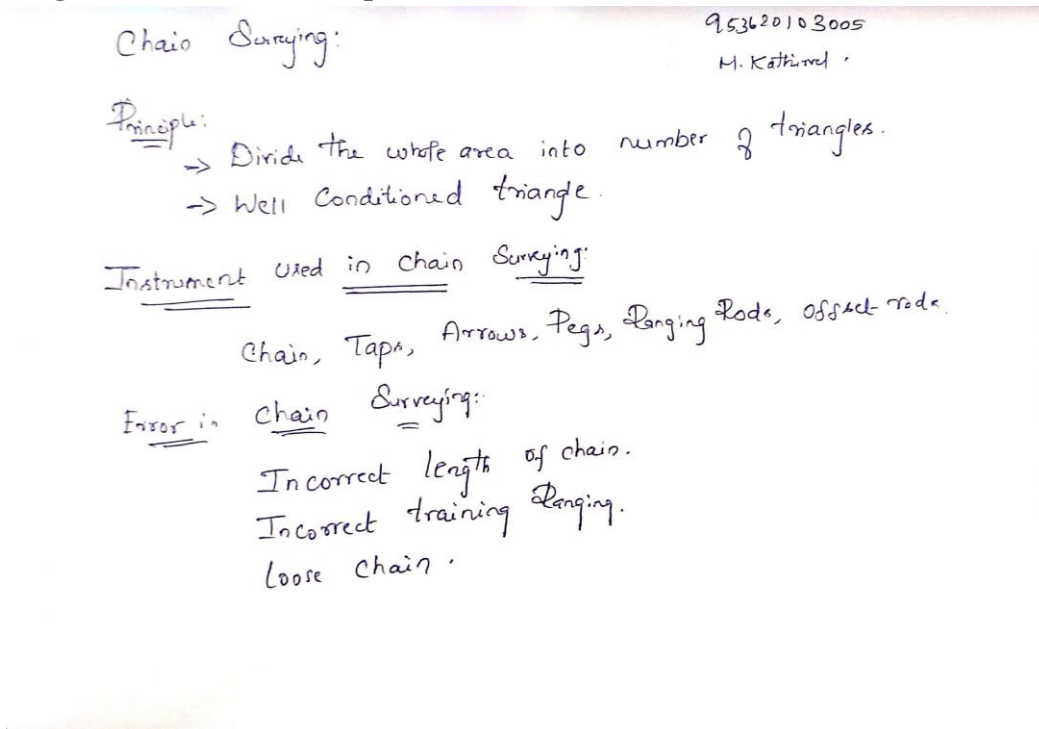 Chain Surveying:
953620103005
M. Kathirvel.
Principle:
-> Divide the whole area into number of triangles.
-> Well Conditioned triangle.
Instrument used in chain Surveying:
Chain, Taps, Arrows, Pegs, Ranging Rods, offset rods.
Error in Chain Surveying:
Incorrect length of chain.
Incorrect training Ranging.
loose chain.